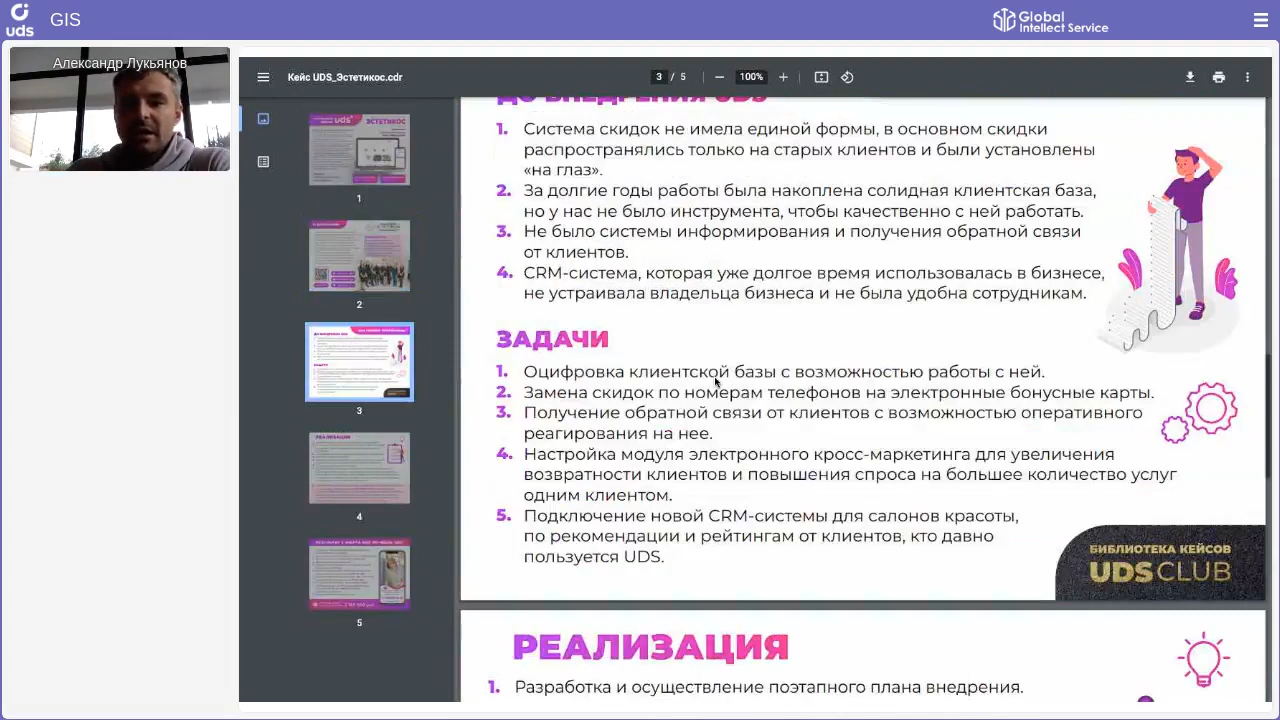 uds
GIS
Global
Intellect Service
Александр Лукьянов
Кейс UDS_Эстетикос.cdr
3 / 5
100%
ДО ВНЕДРЕНИЯ UDS
1. Система скидок не имела единой формы, в основном скидки
распространялись только на старых клиентов и были установлены
«на глаз».
2. За долгие годы работы была накоплена солидная клиентская база,
но у нас не было инструмента, чтобы качественно с ней работать.
3. Не было системы информирования и получения обратной связи
от клиентов.
4. CRM-система, которая уже долгое время использовалась в бизнесе,
не устраивала владельца бизнеса и не была удобна сотрудникам.
ЗАДАЧИ
1. Оцифровка клиентской базы с возможностью работы с ней.
2. Замена скидок по номерам телефонов на электронные бонусные карты.
3. Получение обратной связи от клиентов с возможностью оперативного
реагирования на нее.
4. Настройка модуля электронного кросс-маркетинга для увеличения
возвратности клиентов и повышения спроса на большее количество услуг
одним клиентом.
5. Подключение новой CRM-системы для салонов красоты,
по рекомендации и рейтингам от клиентов, кто давно
пользуется UDS.
БИБЛИОТЕКА КЕЙСОВ
UDSCLUB
РЕАЛИЗАЦИЯ
1. Разработка и осуществление поэтапного плана внедрения.
uds
ЭСТЕТИКОС
1
2
3
РЕАЛИЗАЦИЯ
4
5